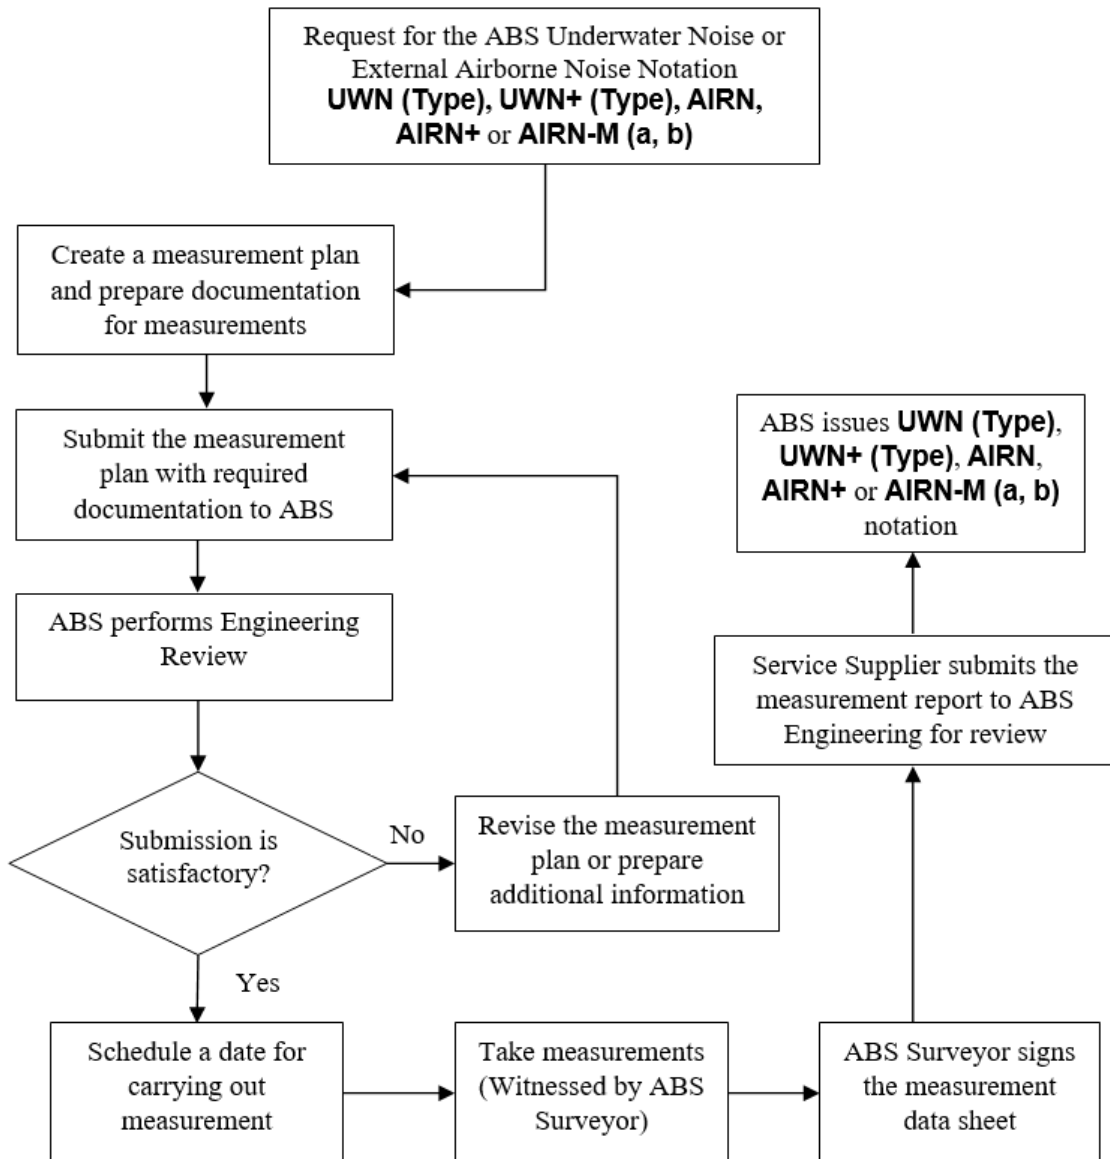 Request for the ABS Underwater Noise or
External Airborne Noise Notation
UWN (Type), UWN+ (Type), AIRN,
AIRN+ or AIRN-M (a, b)
Create a measurement plan
and prepare documentation
for measurements
Submit the measurement
plan with required
documentation to ABS
ABS performs Engineering
Review
Submission is
satisfactory?
No
Revise the measurement
plan or prepare
additional information
Yes
Schedule a date for
carrying out
measurement
Take measurements
(Witnessed by ABS
Surveyor)
ABS Surveyor signs
the measurement
data sheet
Service Supplier submits the
measurement report to ABS
Engineering for review
ABS issues UWN (Type),
UWN+ (Type), AIRN,
AIRN+ or AIRN-M (a, b)
notation